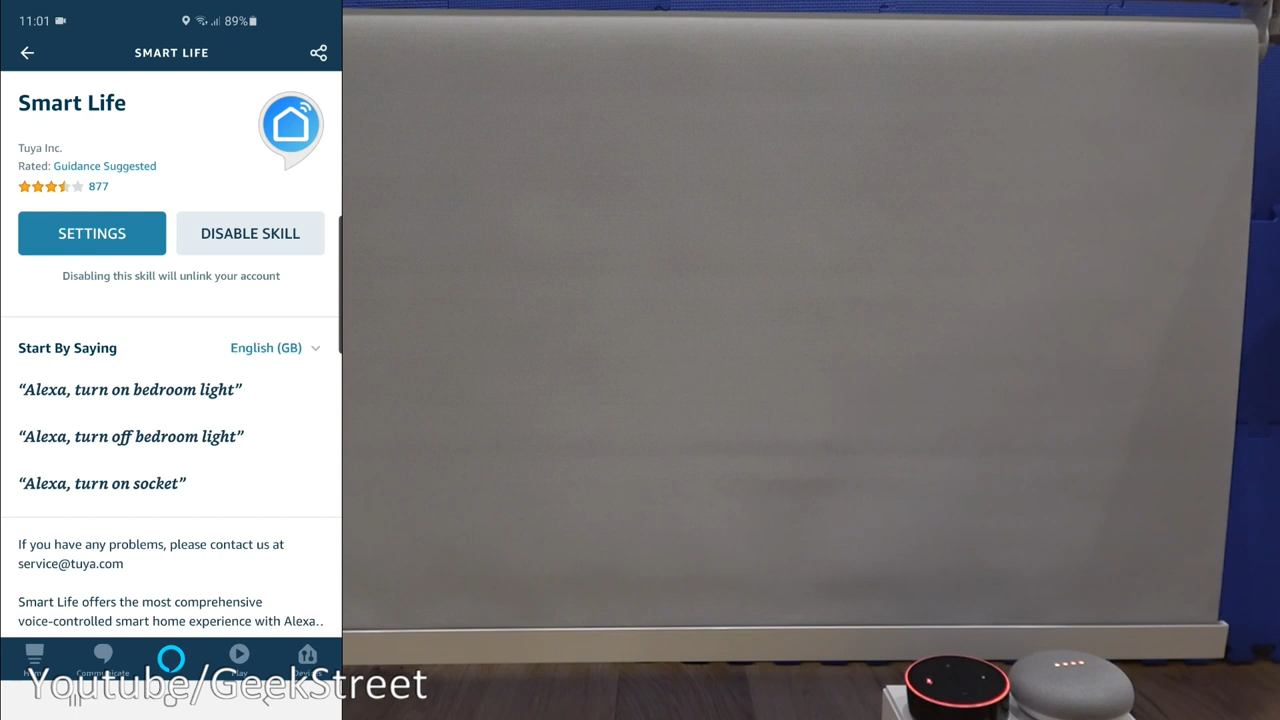 11:01
89%
SMART LIFE
Smart Life
Tuya Inc.
Rated: Guidance Suggested
877
SETTINGS
DISABLE SKILL
Disabling this skill will unlink your account
Start By Saying
English (GB)
“Alexa, turn on bedroom light”
“Alexa, turn off bedroom light”
“Alexa, turn on socket”
If you have any problems, please contact us at
service@tuya.com
Smart Life offers the most comprehensive
voice-controlled smart home experience with Alexa..
Communicate
Play
Youtube/GeekStreet